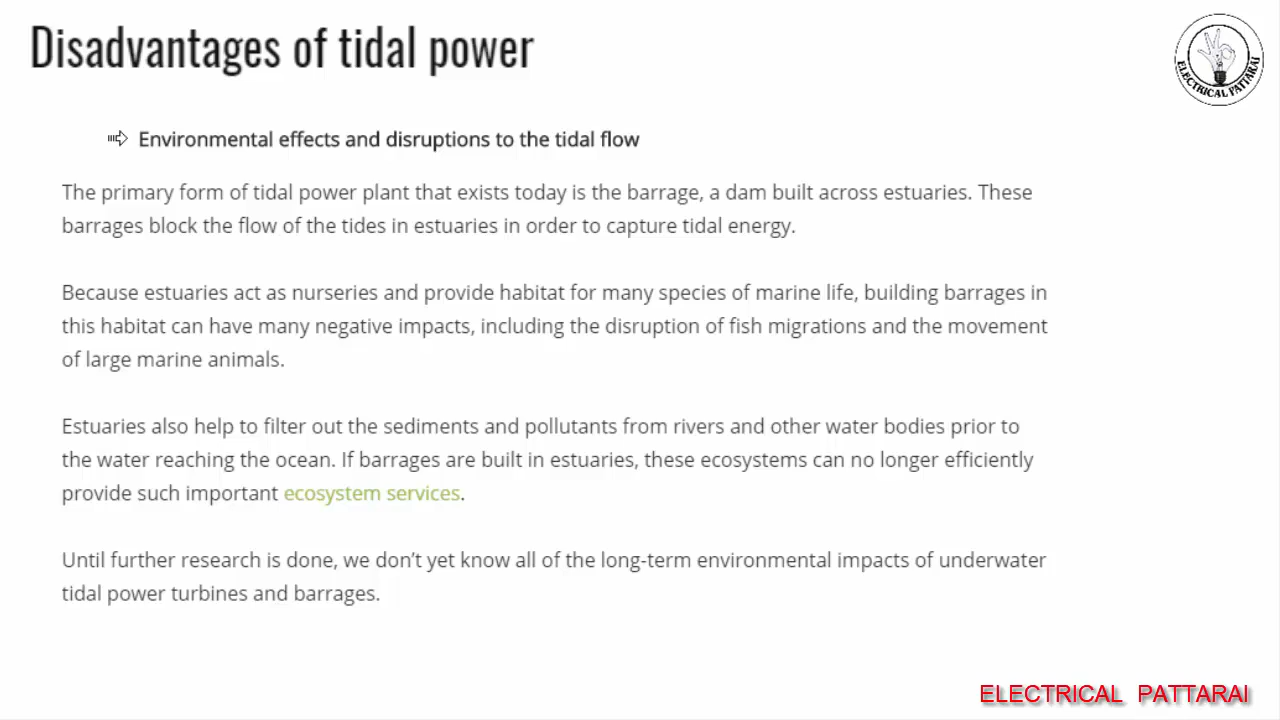 Disadvantages of tidal power
ELECTRICAL PATTARAI
Environmental effects and disruptions to the tidal flow
The primary form of tidal power plant that exists today is the barrage, a dam built across estuaries. These
barrages block the flow of the tides in estuaries in order to capture tidal energy.
Because estuaries act as nurseries and provide habitat for many species of marine life, building barrages in
this habitat can have many negative impacts, including the disruption of fish migrations and the movement
of large marine animals.
Estuaries also help to filter out the sediments and pollutants from rivers and other water bodies prior to
the water reaching the ocean. If barrages are built in estuaries, these ecosystems can no longer efficiently
provide such important ecosystem services.
Until further research is done, we don’t yet know all of the long-term environmental impacts of underwater
tidal power turbines and barrages.
ELECTRICAL PATTARAI